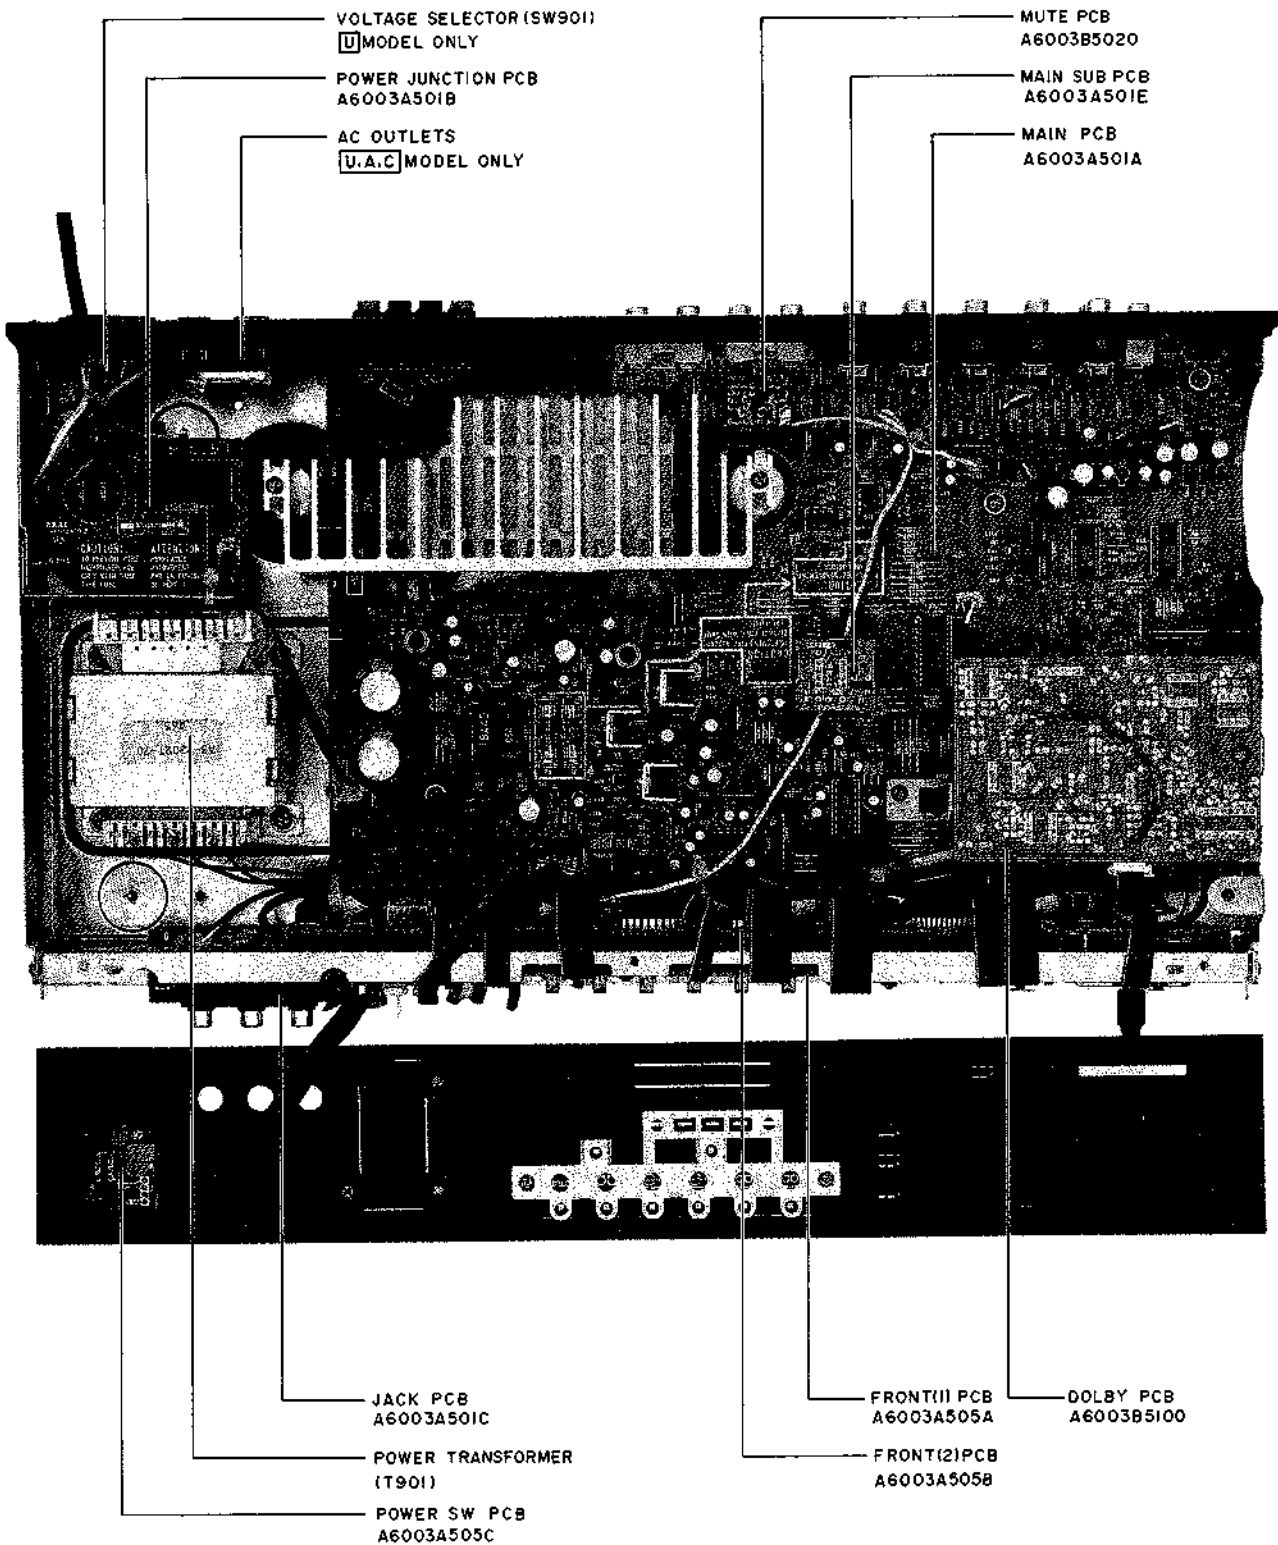 VOLTAGE SELECTOR (SW901)
U MODEL ONLY
POWER JUNCTION PCB
A6003A501B
AC OUTLETS
U.A.C MODEL ONLY
MUTE PCB
A6003B5020
MAIN SUB PCB
A6003A501E
MAIN PCB
A6003A501A
CAUTION
ATTENTION
JACK PCB
A6003A501C
POWER TRANSFORMER
(T901)
POWER SW PCB
A6003A505C
FRONT(1) PCB
A6003A505A
FRONT(2) PCB
A6003A505B
DOLBY PCB
A6003B5100